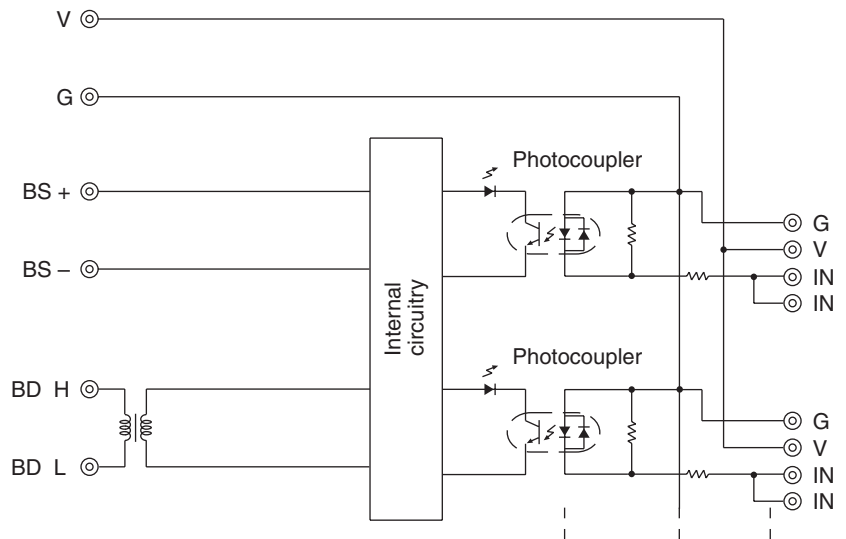 V
G
BS +
BS –
BD H
BD L
Internal
circuitry
Photocoupler
G
V
IN
IN
Photocoupler
G
V
IN
IN